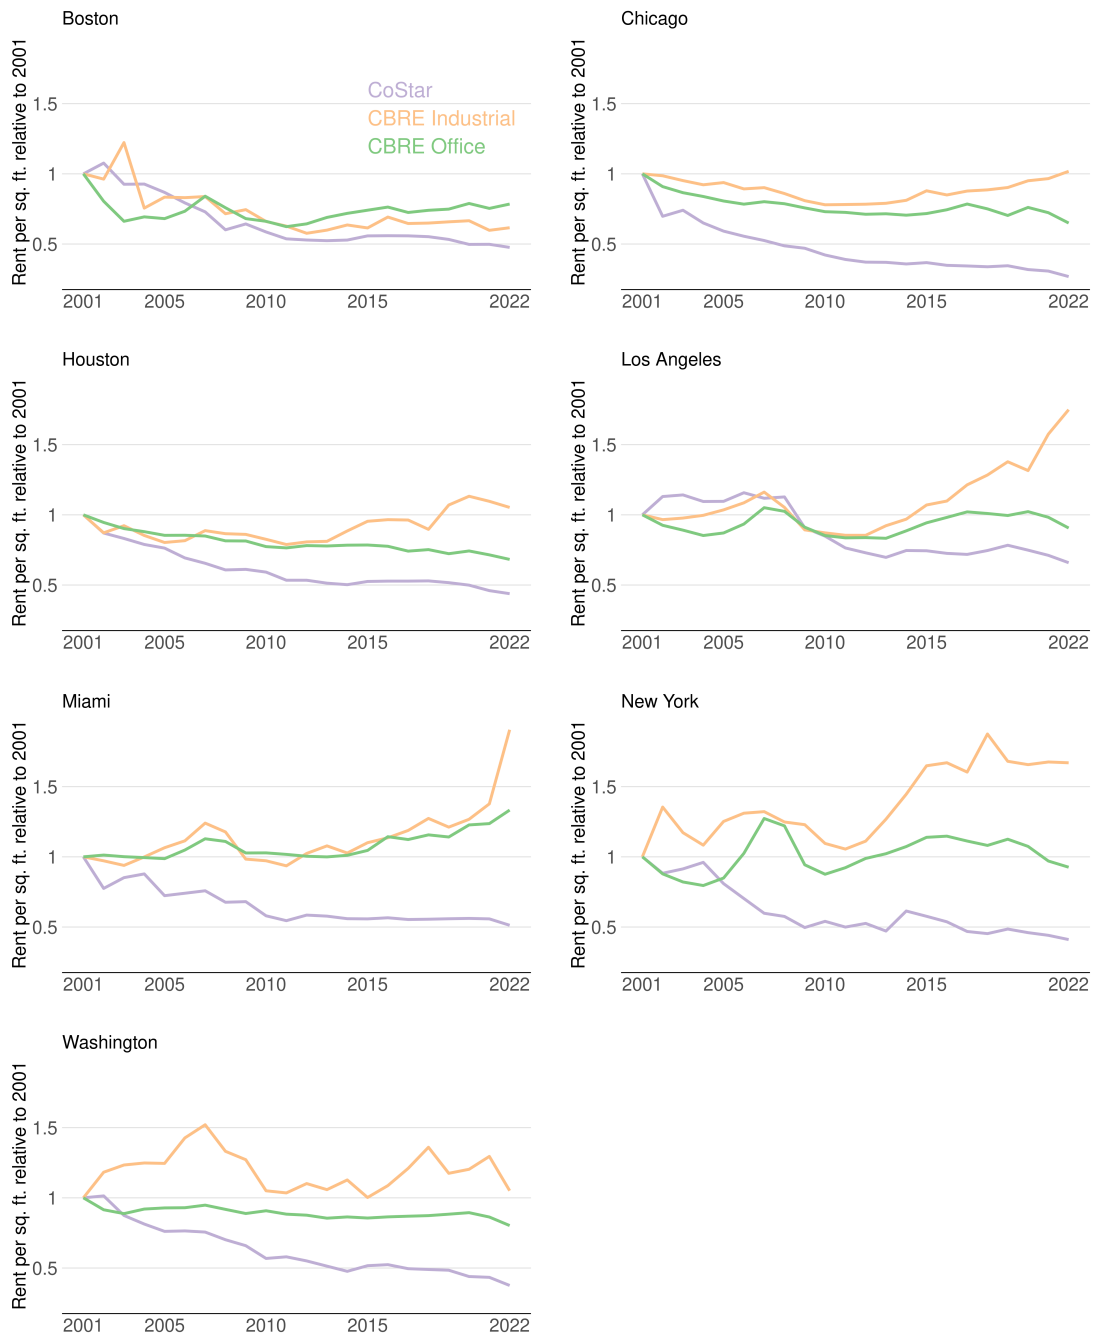 Boston
Rent per sq. ft. relative to 2001
1.5
1
0.5
CoStar
CBRE Industrial
CBRE Office
2001 2005 2010 2015 2022
Chicago
Rent per sq. ft. relative to 2001
1.5
1
0.5
2001 2005 2010 2015 2022
Houston
Rent per sq. ft. relative to 2001
1.5
1
0.5
2001 2005 2010 2015 2022
Los Angeles
Rent per sq. ft. relative to 2001
1.5
1
0.5
2001 2005 2010 2015 2022
Miami
Rent per sq. ft. relative to 2001
1.5
1
0.5
2001 2005 2010 2015 2022
New York
Rent per sq. ft. relative to 2001
1.5
1
0.5
2001 2005 2010 2015 2022
Washington
Rent per sq. ft. relative to 2001
1.5
1
0.5
2001 2005 2010 2015 2022